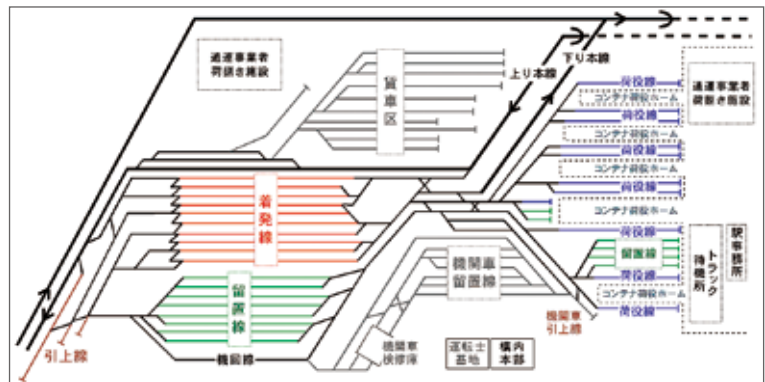 通運事業者
荷捌き施設
貨車区
上り本線
下り本線
荷役線
コンテナ荷役ホーム
荷役線
コンテナ荷役ホーム
荷役線
コンテナ荷役ホーム
荷役線
コンテナ荷役ホーム
荷役線
通運事業者
荷捌き施設
着発線
留置線
機関車
留置線
留置線
荷役線
コンテナ荷役ホーム
荷役線
トラック
待機所
駅事務所
引上線
機回線
機関車
検修庫
運転士
基地
構内
本部
機関車
引上線